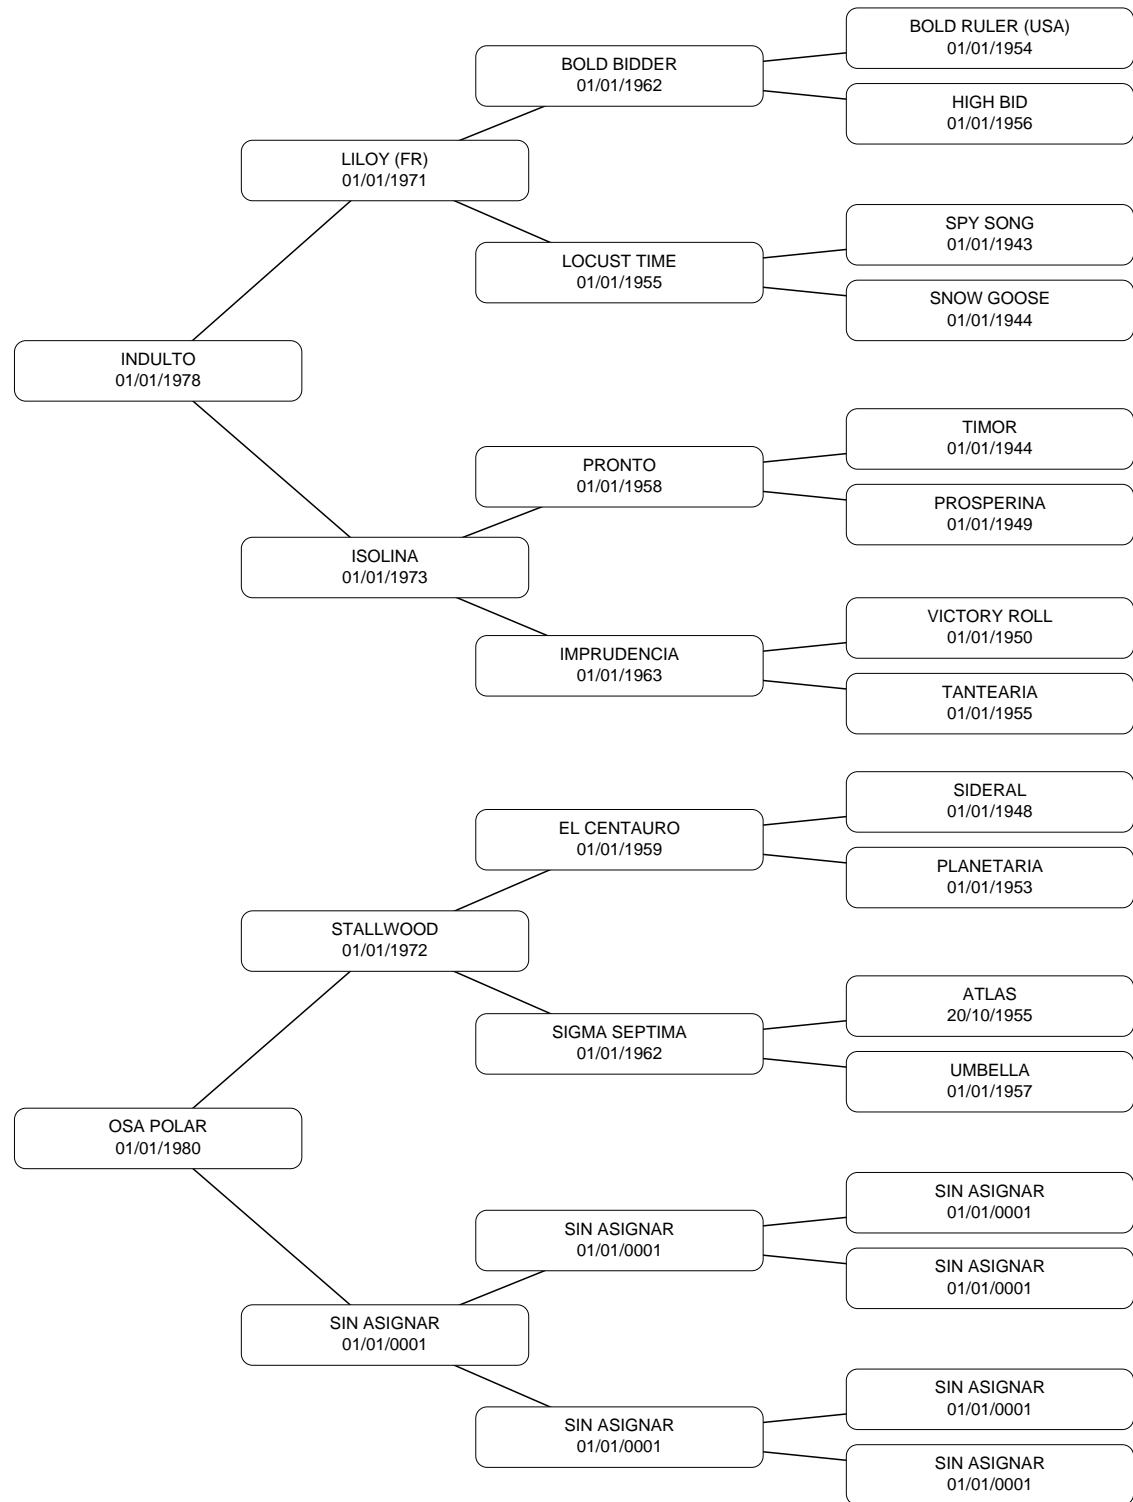 BOLD RULER (USA)
01/01/1954
BOLD BIDDER
01/01/1962
HIGH BID
01/01/1956
LILOY (FR)
01/01/1971
SPY SONG
01/01/1943
LOCUST TIME
01/01/1955
SNOW GOOSE
01/01/1944
INDULTO
01/01/1978
TIMOR
01/01/1944
PRONTO
01/01/1958
PROSPERINA
01/01/1949
ISOLINA
01/01/1973
VICTORY ROLL
01/01/1950
IMPRUDENCIA
01/01/1963
TANTEARIA
01/01/1955
SIDERAL
01/01/1948
EL CENTAURO
01/01/1959
PLANETARIA
01/01/1953
STALLWOOD
01/01/1972
ATLAS
20/10/1955
SIGMA SEPTIMA
01/01/1962
UMBELLA
01/01/1957
OSA POLAR
01/01/1980
SIN ASIGNAR
01/01/0001
SIN ASIGNAR
01/01/0001
SIN ASIGNAR
01/01/0001
SIN ASIGNAR
01/01/0001
SIN ASIGNAR
01/01/0001
SIN ASIGNAR
01/01/0001
SIN ASIGNAR
01/01/0001